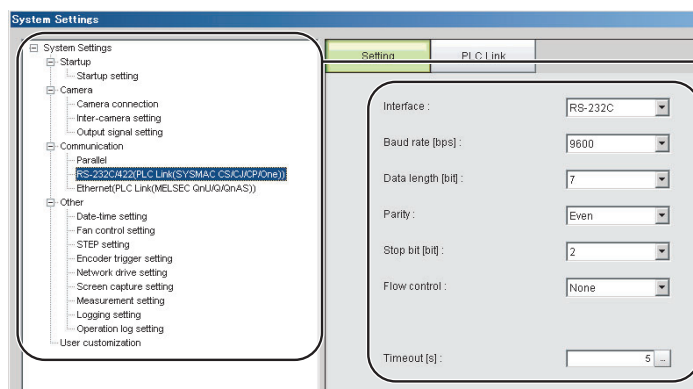 System Settings
System Settings
Startup
Startup setting
Camera
Camera connection
Inter-camera setting
Output signal setting
Communication
Parallel
RS-232C/422(PLC Link(SYSMAC CS/CJ/CP/One))
Ethernet(PLC Link(MELSEC QnU/Q/QnAS))
Other
Date-time setting
Fan control setting
STEP setting
Encoder trigger setting
Network drive setting
Screen capture setting
Measurement setting
Logging setting
Operation log setting
User customization
Setting PLC Link
Interface : RS-232C
Baud rate [bps] : 9600
Data length [bit] : 7
Parity : Even
Stop bit [bit] : 2
Flow control : None
Timeout [s] : 5 ...